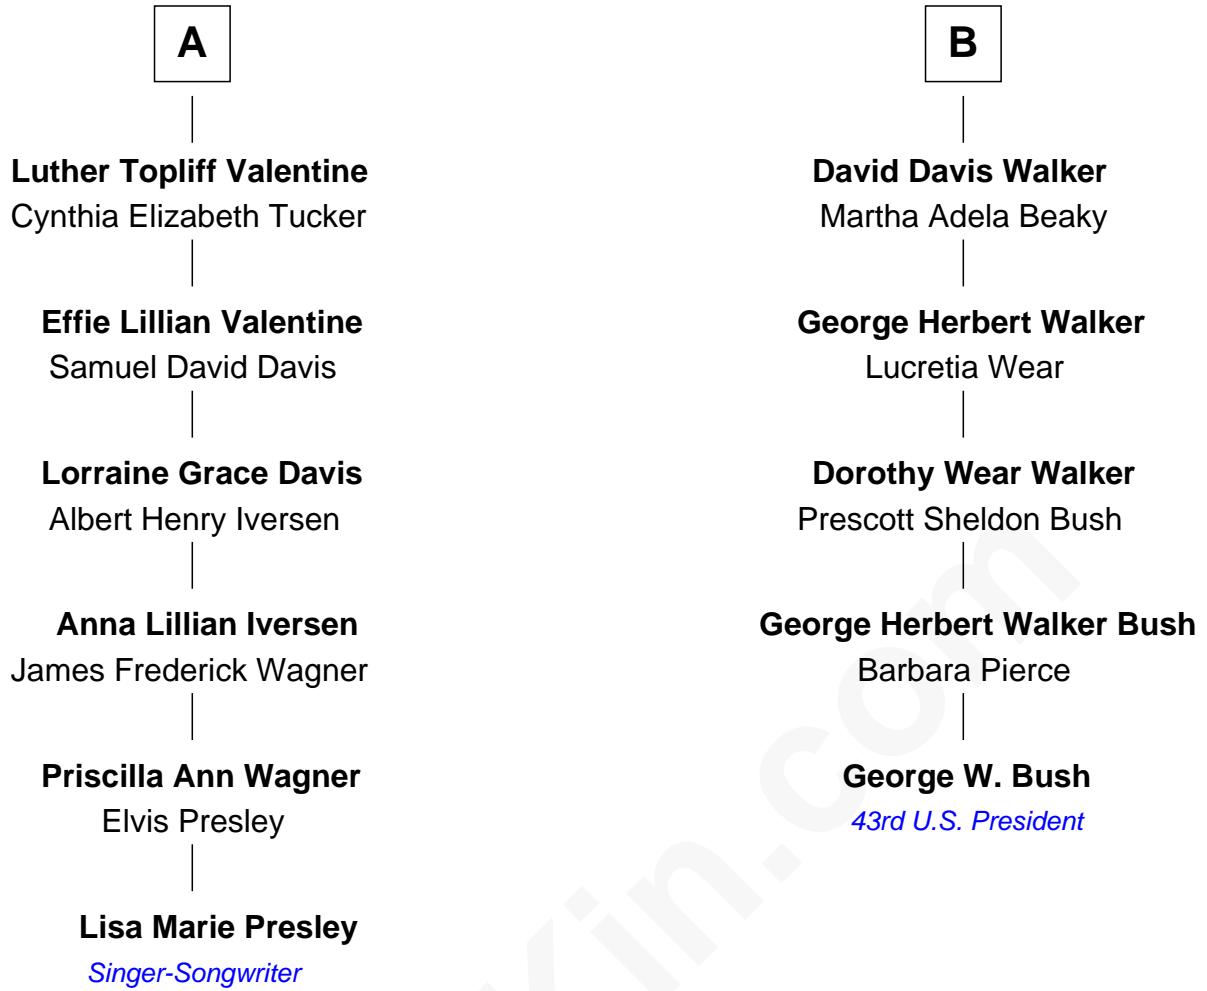 A
Luther Topliff Valentine
Cynthia Elizabeth Tucker
Effie Lillian Valentine
Samuel David Davis
Lorraine Grace Davis
Albert Henry Iversen
Anna Lillian Iversen
James Frederick Wagner
Priscilla Ann Wagner
Elvis Presley
Lisa Marie Presley
Singer-Songwriter
B
David Davis Walker
Martha Adela Beaky
George Herbert Walker
Lucretia Wear
Dorothy Wear Walker
Prescott Sheldon Bush
George Herbert Walker Bush
Barbara Pierce
George W. Bush
43rd U.S. President
Kin.com